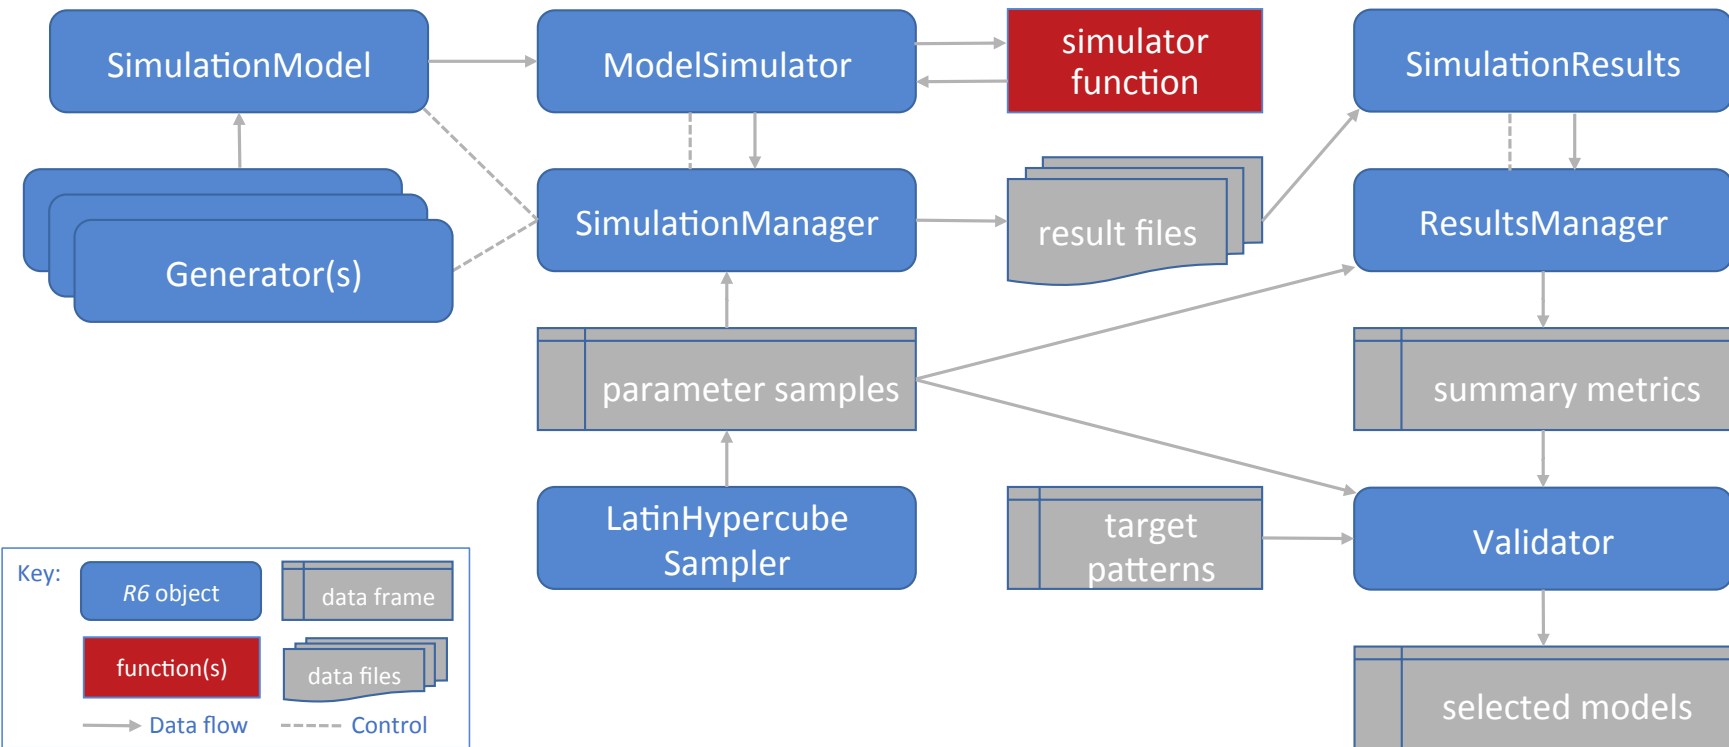 SimulationModel
ModelSimulator
simulator
function
SimulationResults
Generator(s)
SimulationManager
result files
ResultsManager
parameter samples
summary metrics
LatinHypercube
Sampler
target
patterns
Validator
selected models
Key:
R6 object
data frame
function(s)
data files
Data flow
Control